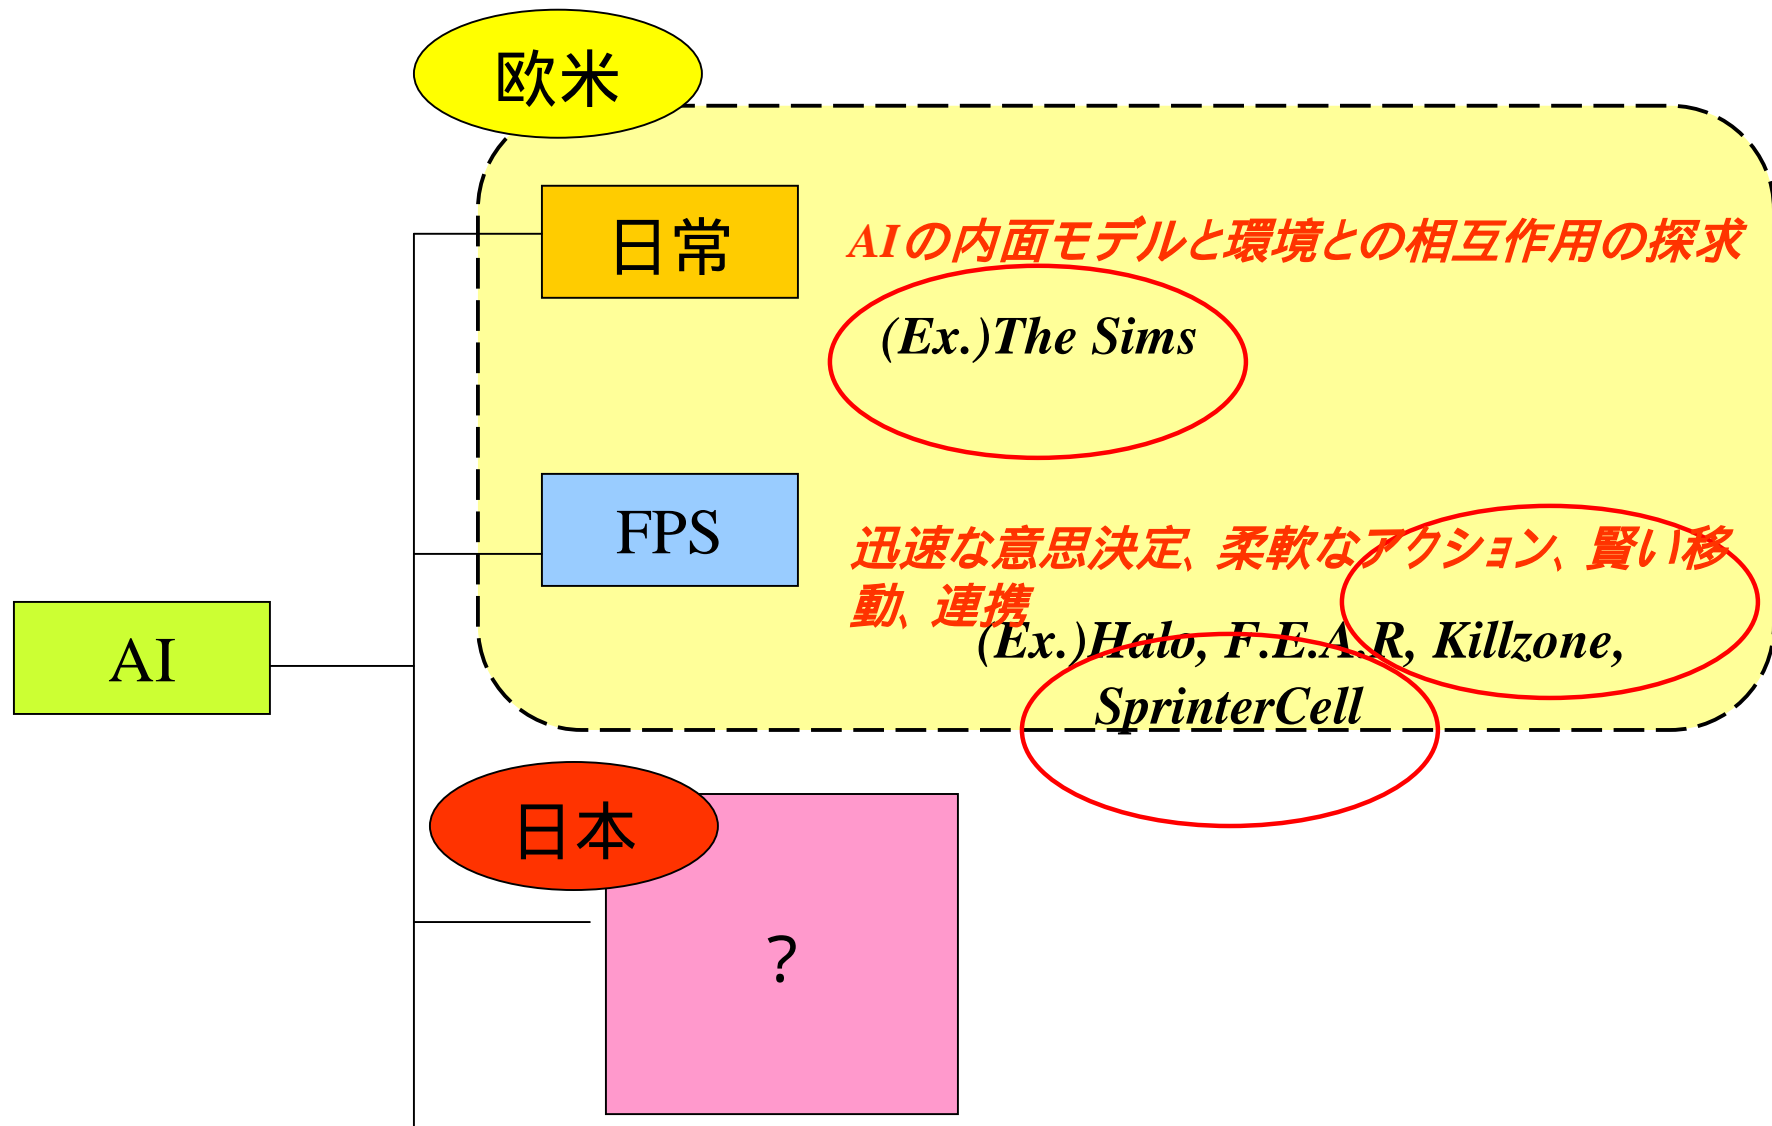 欧米
日常
AIの内面モデルと環境との相互作用の探求
(Ex.)The Sims
FPS
迅速な意思決定、柔軟なアクション、賢い移
動、連携
(Ex.)Halo, F.E.A.R, Killzone,
SprinterCell
AI
日本
？